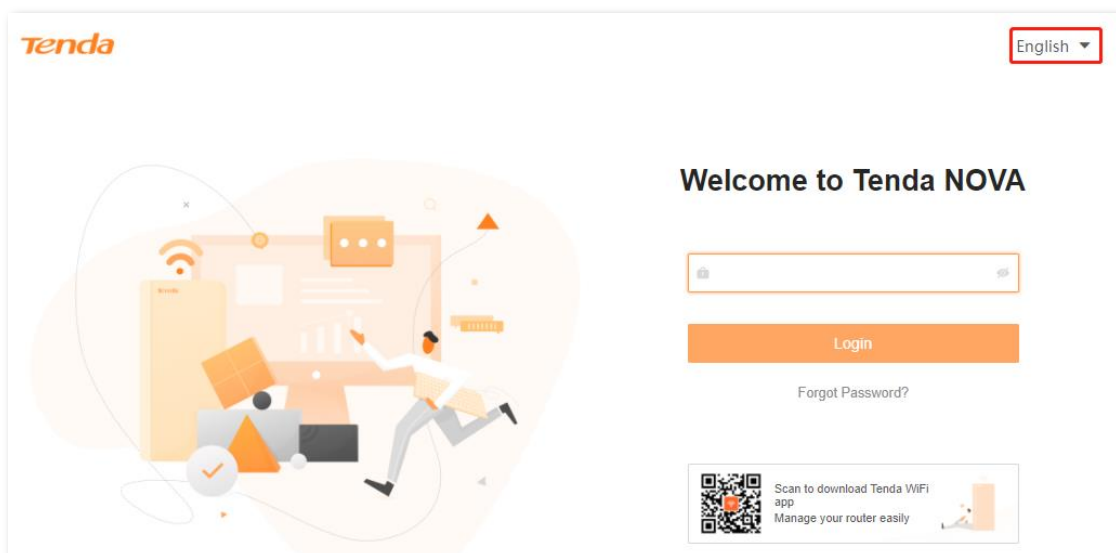 Tenda
English
Welcome to Tenda NOVA
Login
Forgot Password?
Scan to download Tenda WiFi
app
Manage your router easily